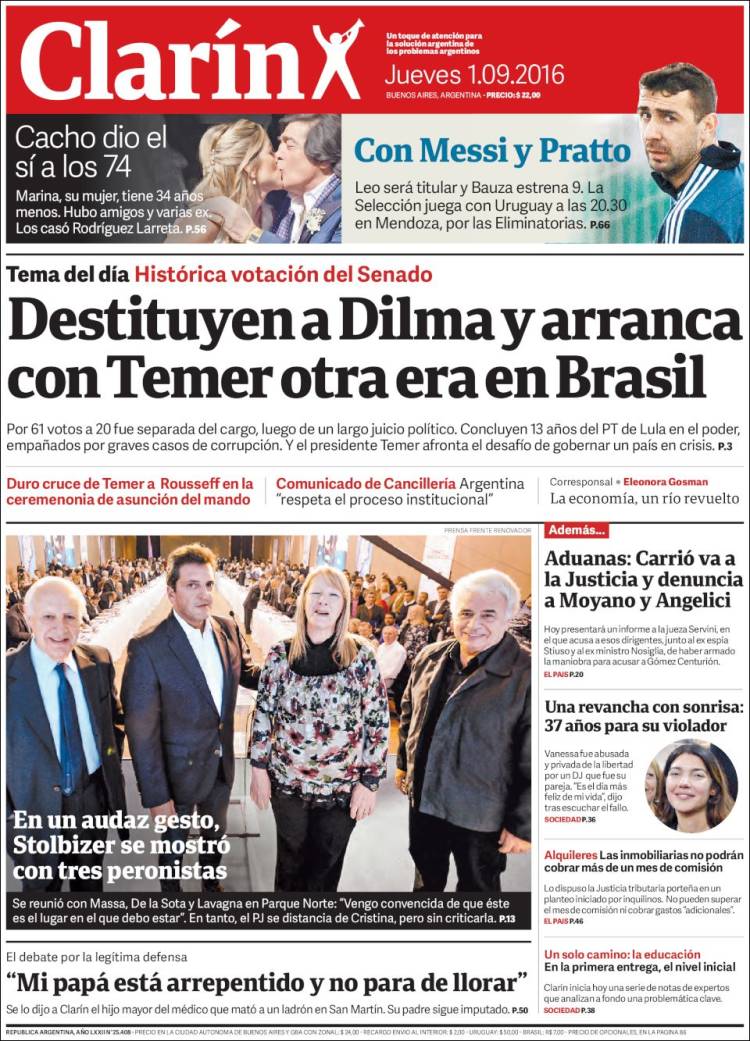 Clarín
Un toque de atención para
la solución argentina de
los problemas argentinos
Jueves 1.09.2016
BUENOS AIRES, ARGENTINA - PRECIO: $ 22,00
Cacho dio el
sí a los 74
Marina, su mujer, tiene 34 años
menos. Hubo amigos y varias ex.
Los casó Rodríguez Larreta. P.56
Con Messi y Pratto
Leo será titular y Bauza estrena 9. La
Selección juega con Uruguay a las 20.30
en Mendoza, por las Eliminatorias. P.66
Tema del día Histórica votación del Senado
Destituyen a Dilma y arranca
con Temer otra era en Brasil
Por 61 votos a 20 fue separada del cargo, luego de un largo juicio político. Concluyen 13 años del PT de Lula en el poder,
empañados por graves casos de corrupción. Y el presidente Temer afronta el desafío de gobernar un país en crisis. P.3
Duro cruce de Temer a Rousseff en la
ceremenonia de asunción del mando
Comunicado de Cancillería Argentina
“respeta el proceso institucional”
Corresponsal • Eleonora Gosman
La economía, un río revuelto
PRENSA FRENTE RENOVADOR
En un audaz gesto,
Stolbizer se mostró
con tres peronistas
Se reunió con Massa, De la Sota y Lavagna en Parque Norte: “Vengo convencida de que éste
es el lugar en el que debo estar”. En tanto, el PJ se distancia de Cristina, pero sin criticarla. P.13
El debate por la legítima defensa
“Mi papá está arrepentido y no para de llorar”
Se lo dijo a Clarín el hijo mayor del médico que mató a un ladrón en San Martín. Su padre sigue imputado. P.50
Además...
Aduanas: Carrió va a
la Justicia y denuncia
a Moyano y Angelici
Hoy presentará un informe a la jueza Servini, en
el que acusa a esos dirigentes, junto al ex espía
Stiuso y al ex ministro Nosiglia, de haber armado
la maniobra para acusar a Gómez Centurión.
EL PAIS P.20
Una revancha con sonrisa:
37 años para su violador
Vanessa fue abusada
y privada de la libertad
por un DJ que fue su
pareja. “Es el día más
feliz de mi vida”, dijo
tras escuchar el fallo.
SOCIEDAD P.36
Alquileres Las inmobiliarias no podrán
cobrar más de un mes de comisión
Lo dispuso la Justicia tributaria porteña en un
planteo iniciado por inquilinos. No pueden superar
el mes de comisión ni cobrar gastos “adicionales”.
EL PAIS P.46
Un solo camino: la educación
En la primera entrega, el nivel inicial
Clarín inicia hoy una serie de notas de expertos
que analizan a fondo una problemática clave.
SOCIEDAD P.38
REPUBLICA ARGENTINA, AÑO LXXII N° 25.408 - PRECIO EN LA CIUDAD AUTONOMA DE BUENOS AIRES Y GBA CON ZONAL: $ 24,00 - RECARGO ENVIO AL INTERIOR: $ 2,00 - URUGUAY: $ 50,00 - BRASIL: R$ 7,00 - PRECIO DE OPCIONALES, EN LA PAGINA 86